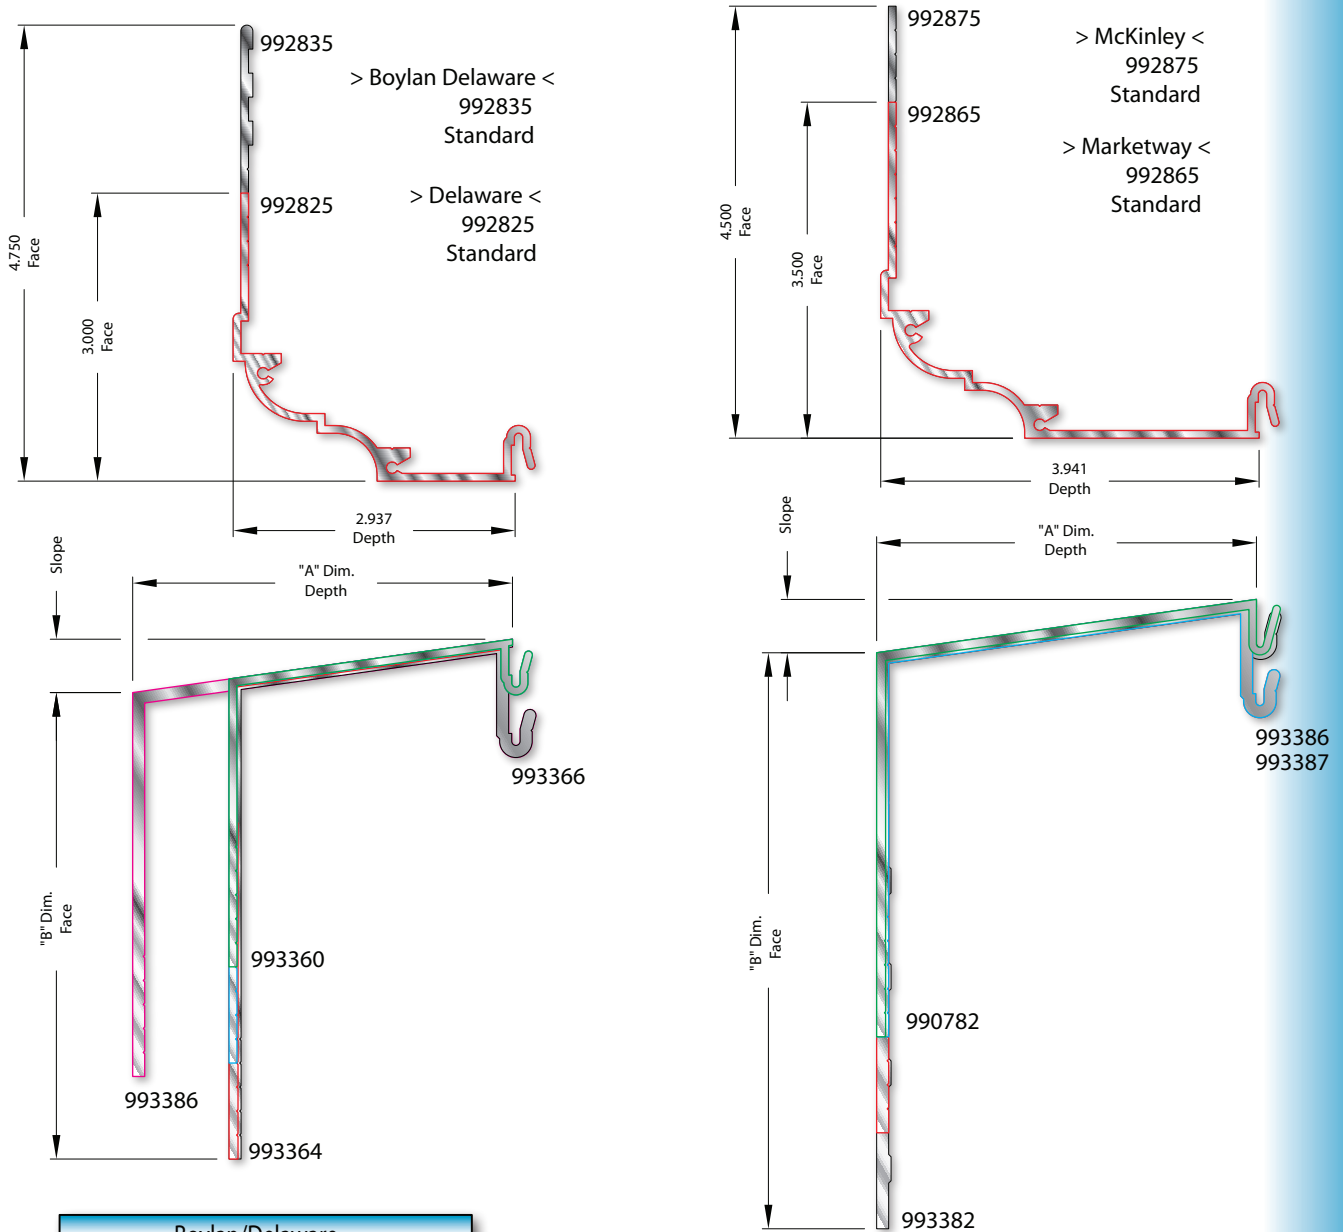 992835
> Boylan Delaware <
992835
Standard
992825
> Delaware <
992825
Standard
4.750
Face
3.000
Face
2.937
Depth
992875
> McKinley <
992875
Standard
992865
> Marketway <
992865
Standard
4.500
Face
3.500
Face
3.941
Depth
Slope
"A" Dim.
Depth
993366
"B" Dim.
Face
993360
993386
993364
Slope
"A" Dim.
Depth
993386
993387
"B" Dim.
Face
990782
993382
Boylan/Delaware